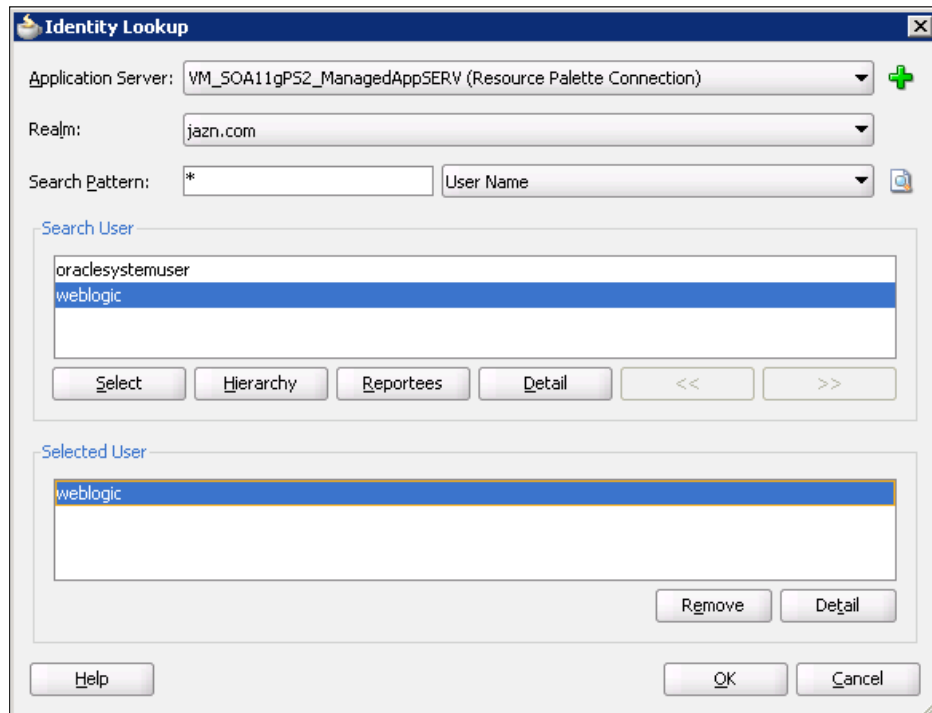 Identity Lookup
Application Server: VM_SOA11gPS2_ManagedAppSERV (Resource Palette Connection)
Realm: jazn.com
Search Pattern: * User Name
Search User
oraclesystemuser
weblogic
Select Hierarchy Reportees Detail << >>
Selected User
weblogic
Remove Detail
Help OK Cancel